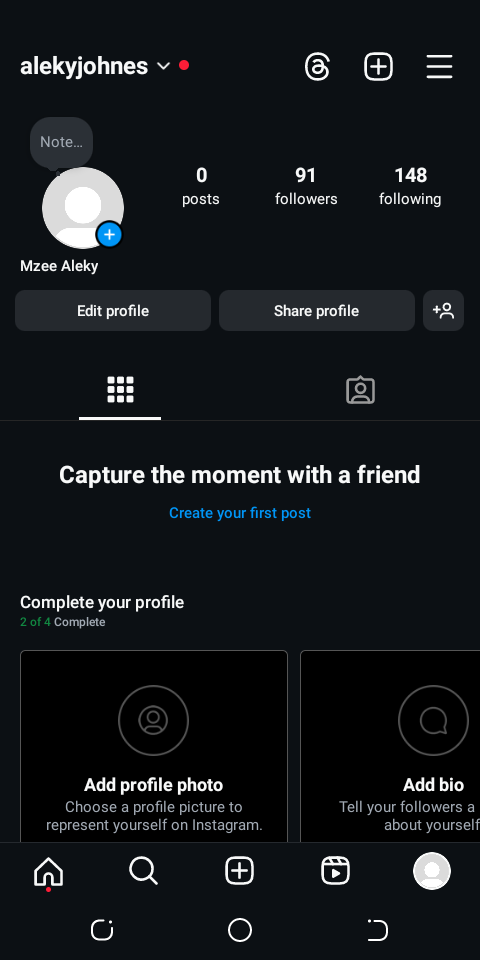 alekyjohnes
Note...
0
posts
91
followers
148
following
Mzee Aleky
Edit profile
Share profile
Capture the moment with a friend
Create your first post
Complete your profile
2 of 4 Complete
Add profile photo
Choose a profile picture to
represent yourself on Instagram.
Add bio
Tell your followers a
about yourself